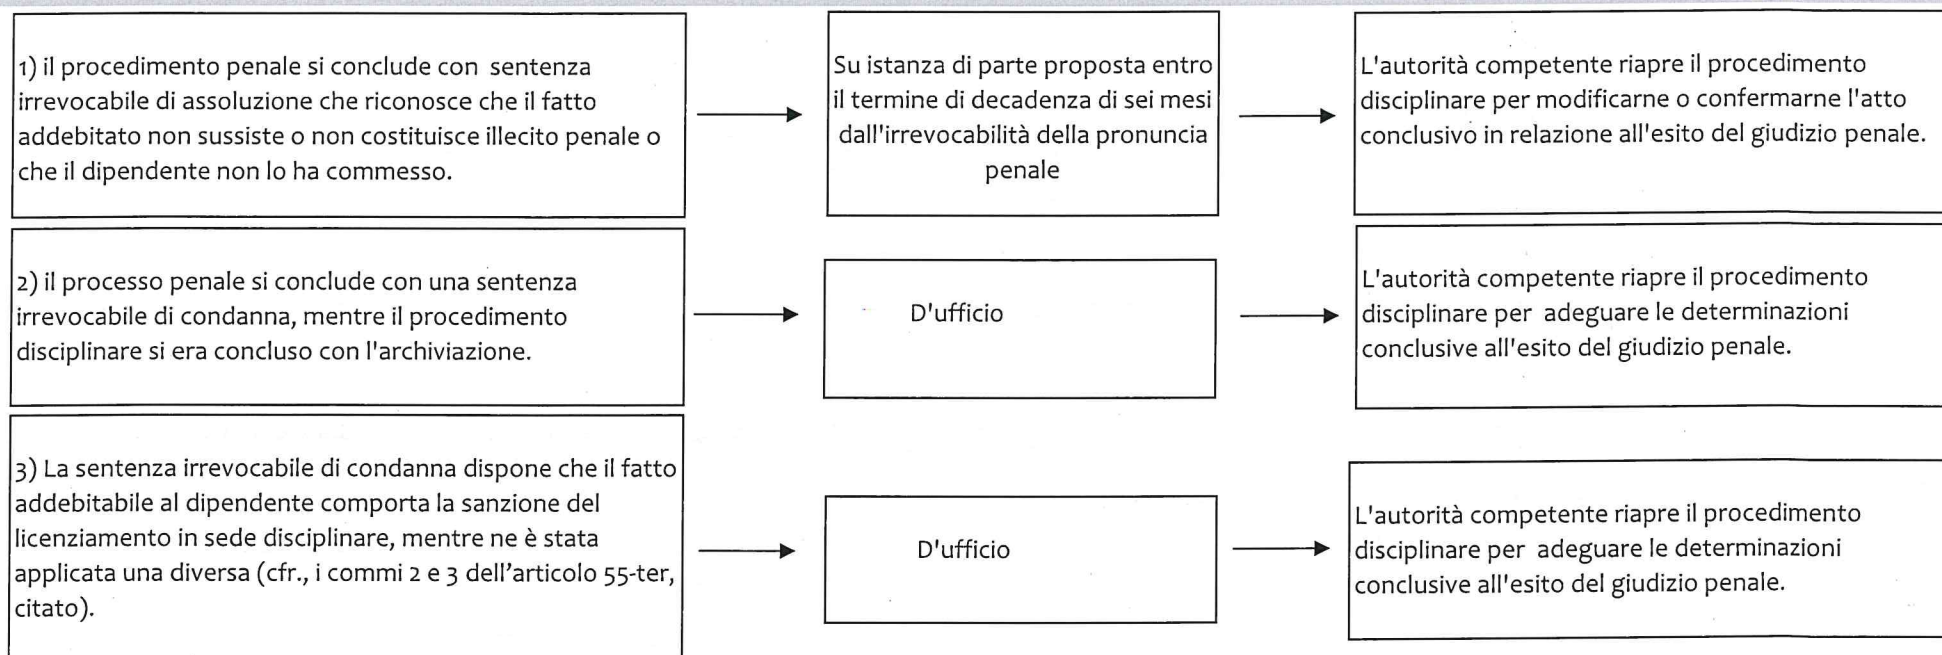 1) il procedimento penale si conclude con sentenza
irrevocabile di assoluzione che riconosce che il fatto
addebitato non sussiste o non costituisce illecito penale o
che il dipendente non lo ha commesso.
Su istanza di parte proposta entro
il termine di decadenza di sei mesi
dall'irrevocabilità della pronuncia
penale
L'autorità competente riapre il procedimento
disciplinare per modificarne o confermarne l'atto
conclusivo in relazione all'esito del giudizio penale.
2) il processo penale si conclude con una sentenza
irrevocabile di condanna, mentre il procedimento
disciplinare si era concluso con l'archiviazione.
D'ufficio
L'autorità competente riapre il procedimento
disciplinare per adeguare le determinazioni
conclusive all'esito del giudizio penale.
3) La sentenza irrevocabile di condanna dispone che il fatto
addebitabile al dipendente comporta la sanzione del
licenziamento in sede disciplinare, mentre ne è stata
applicata una diversa (cfr., i commi 2 e 3 dell'articolo 55-ter,
citato).
D'ufficio
L'autorità competente riapre il procedimento
disciplinare per adeguare le determinazioni
conclusive all'esito del giudizio penale.